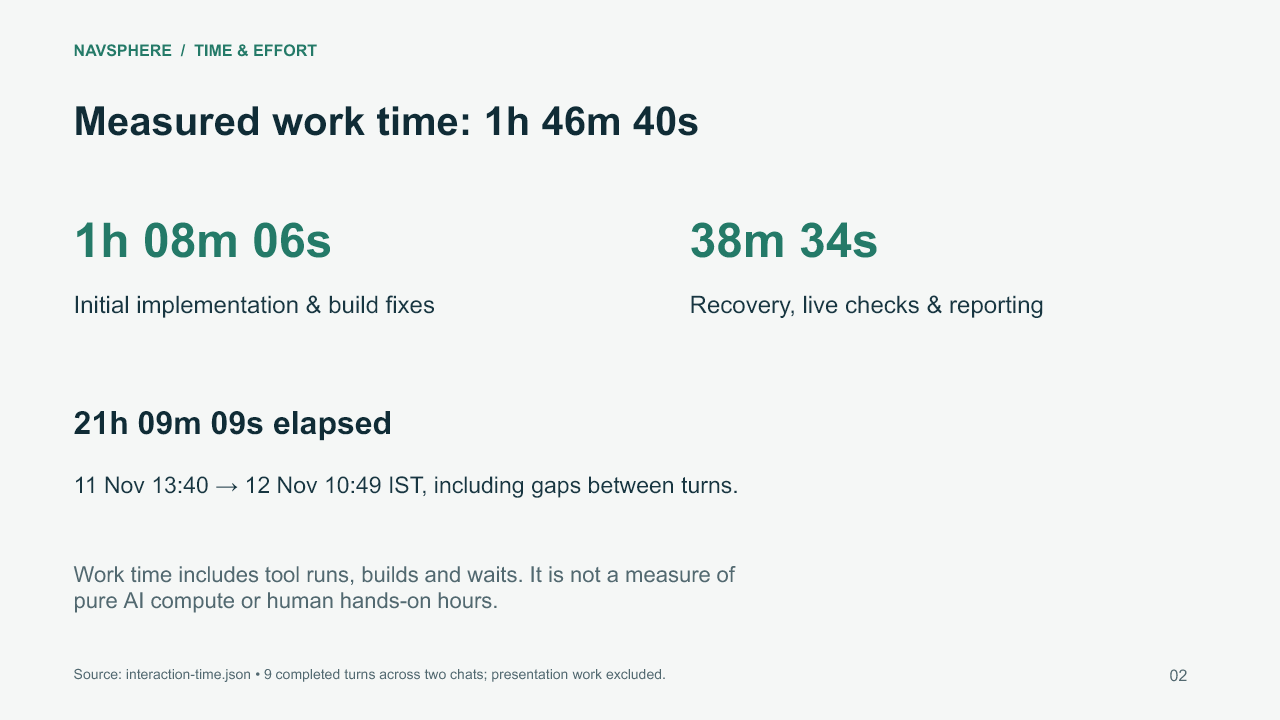 NAVSPHERE / TIME & EFFORT
Measured work time: 1h 46m 40s
1h 08m 06s
Initial implementation & build fixes
38m 34s
Recovery, live checks & reporting
21h 09m 09s elapsed
11 Nov 13:40 → 12 Nov 10:49 IST, including gaps between turns.
Work time includes tool runs, builds and waits. It is not a measure of
pure AI compute or human hands-on hours.
Source: interaction-time.json • 9 completed turns across two chats; presentation work excluded.
02